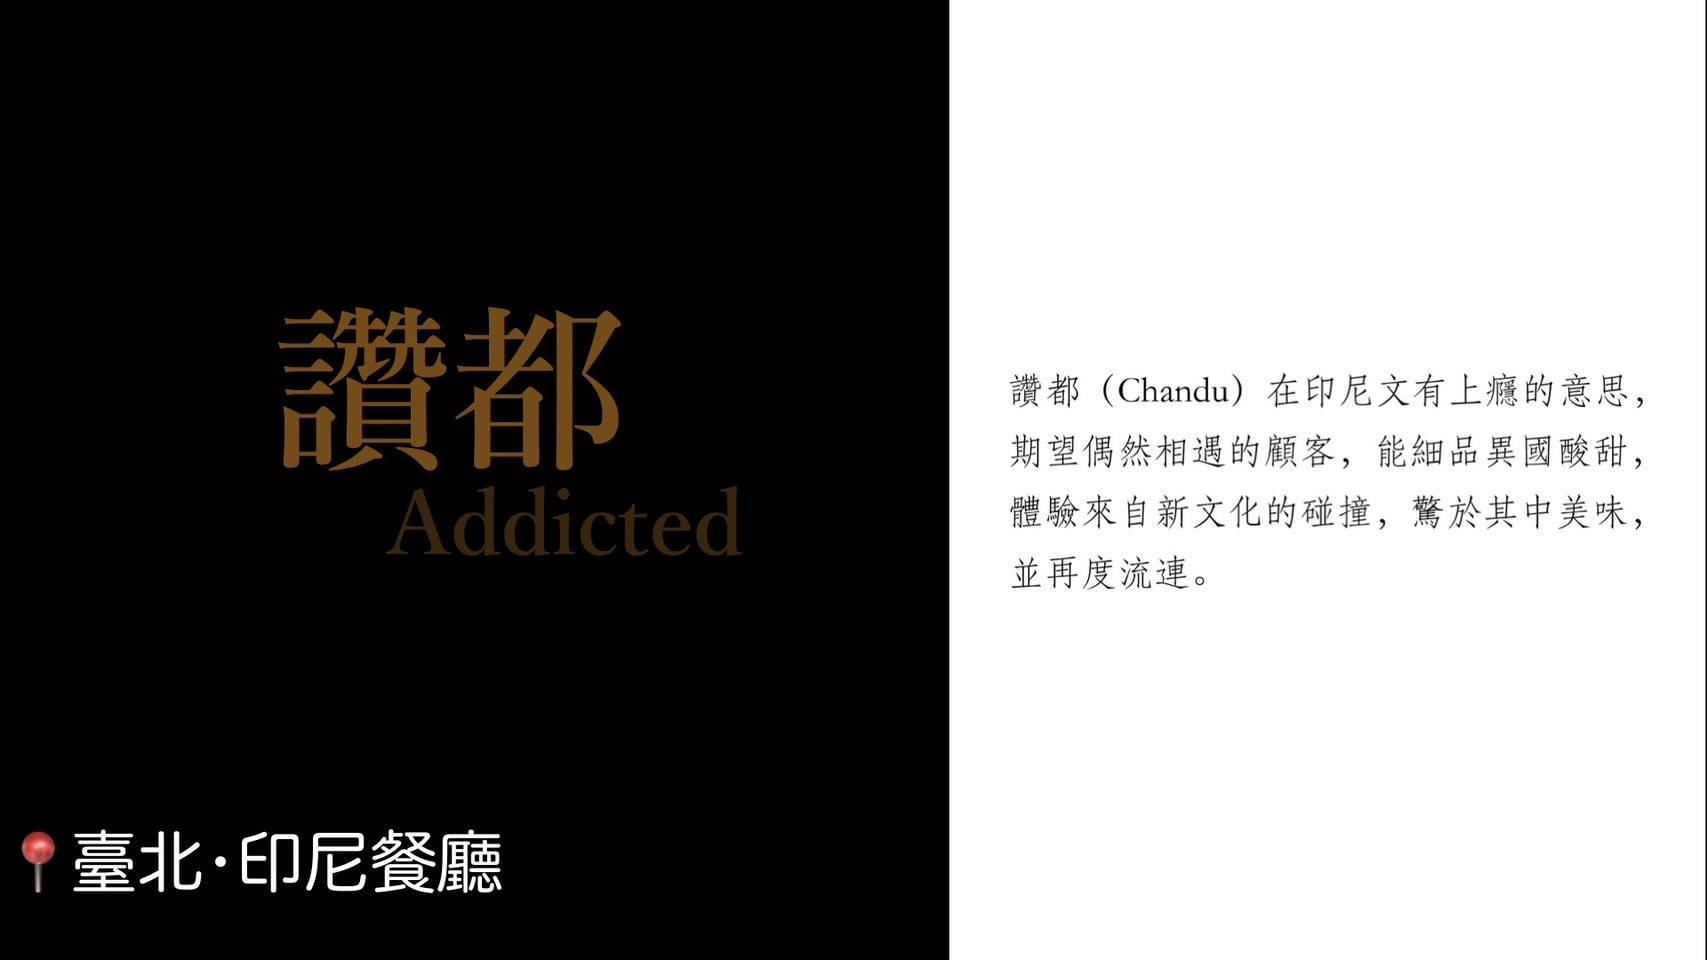 讚都
Addicted
臺北·印尼餐廳
讚都（Chandu）在印尼文有上癮的意思，
期望偶然相遇的顧客，能細品異國酸甜，
體驗來自新文化的碰撞，驚於其中美味，
並再度流連。